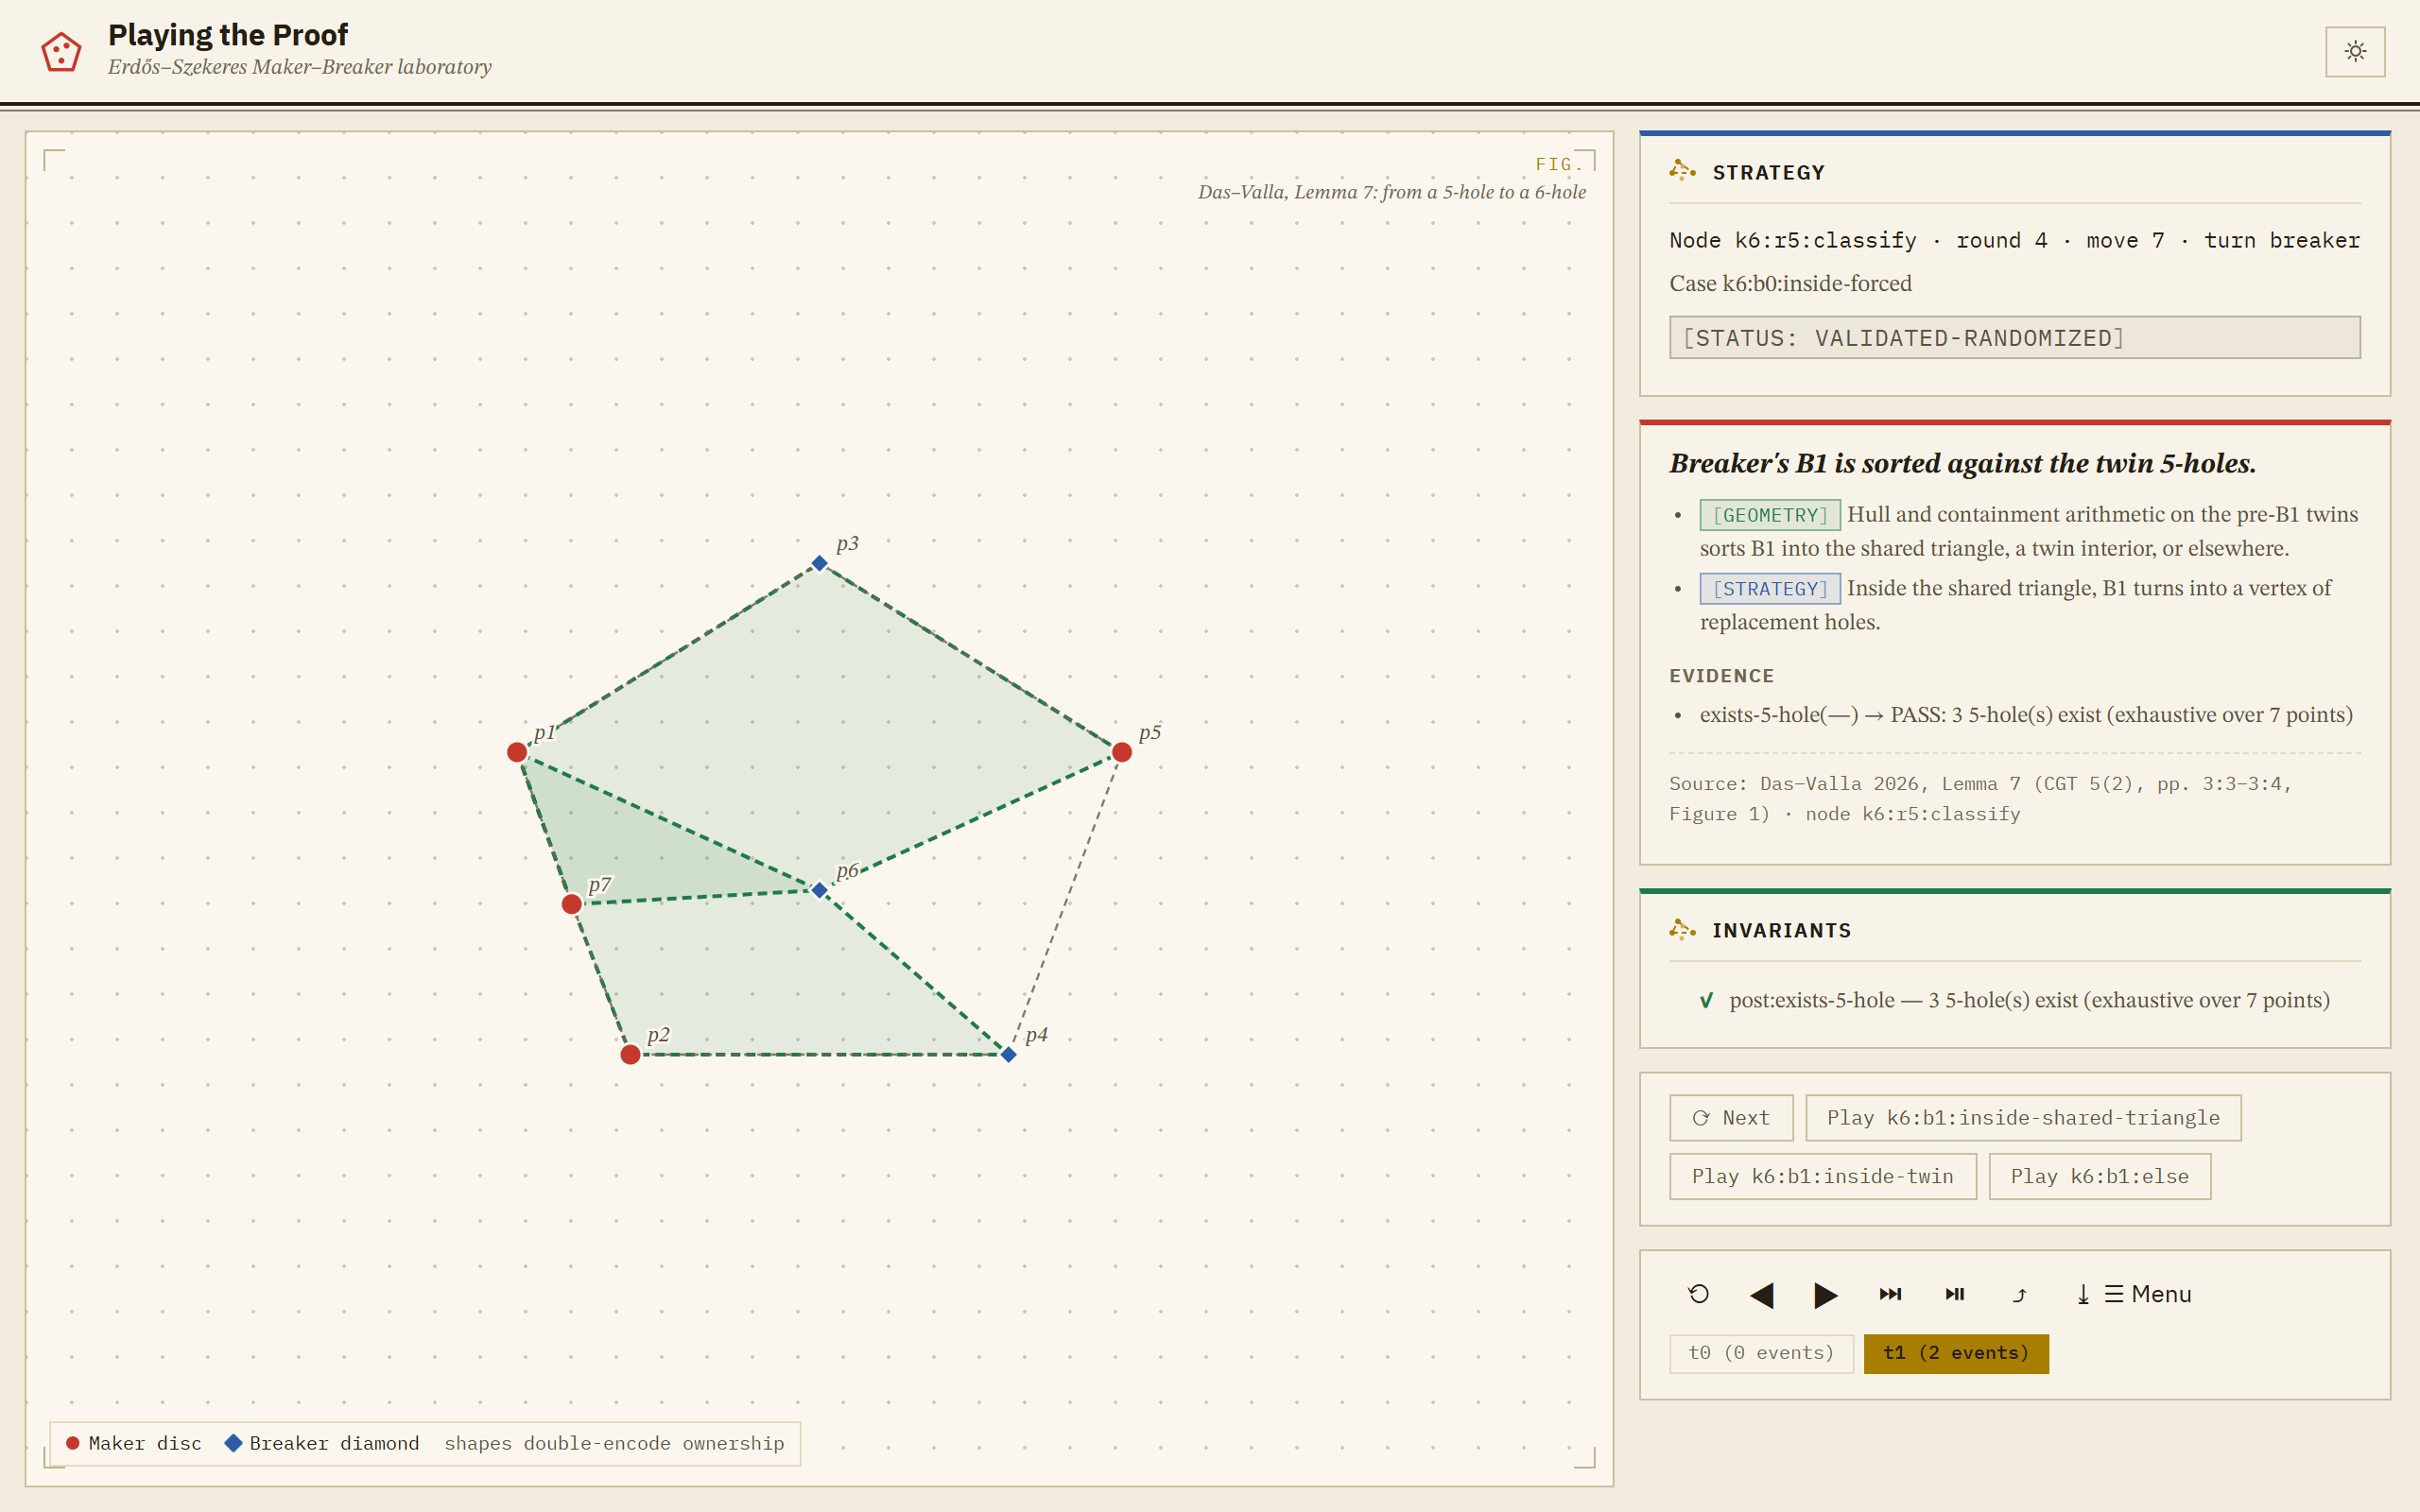 Playing the Proof
Erdős–Szekeres Maker–Breaker laboratory
FIG.
Das–Valla, Lemma 7: from a 5-hole to a 6-hole
p3
p1
p5
p6
p7
p2
p4
Maker disc Breaker diamond shapes double-encode ownership
STRATEGY
Node k6:r5:classify · round 4 · move 7 · turn breaker
Case k6:b0:inside-forced
[STATUS: VALIDATED-RANDOMIZED]
Breaker's B1 is sorted against the twin 5-holes.
• [GEOMETRY] Hull and containment arithmetic on the pre-B1 twins
sorts B1 into the shared triangle, a twin interior, or elsewhere.
• [STRATEGY] Inside the shared triangle, B1 turns into a vertex of
replacement holes.
EVIDENCE
• exists-5-hole(—) → PASS: 3 5-hole(s) exist (exhaustive over 7 points)
Source: Das–Valla 2026, Lemma 7 (CGT 5(2), pp. 3:3–3:4,
Figure 1) · node k6:r5:classify
INVARIANTS
✓ post:exists-5-hole — 3 5-hole(s) exist (exhaustive over 7 points)
⟳ Next Play k6:b1:inside-shared-triangle
Play k6:b1:inside-twin Play k6:b1:else
☰ Menu
t0 (0 events) t1 (2 events)